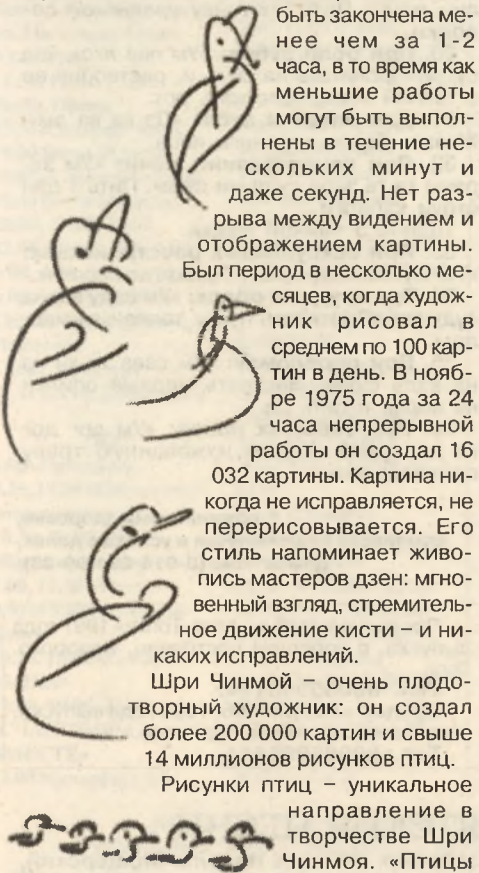 быть закончена ме-
нее чем за 1-2
часа, в то время как
меньшие работы
могут быть выпол-
нены в течение не-
скольких минут и
даже секунд. Нет раз-
рыва между видением и
отображением картины.
Был период в несколько ме-
сяцев, когда худож-
ник рисовал в
среднем по 100 кар-
тин в день. В нояб-
ре 1975 года за 24
часа непрерывной
работы он создал 16
032 картины. Картина ни-
когда не исправляется, не
перерисовывается. Его
стиль напоминает живо-
пись мастеров дзен: мгно-
венный взгляд, стремитель-
ное движение кисти – и ни-
каких исправлений.
Шри Чинмой – очень плодо-
творный художник: он создал
более 200 000 картин и свыше
14 миллионов рисунков птиц.
Рисунки птиц – уникальное
направление в
творчестве Шри
Чинмоя. «Птицы